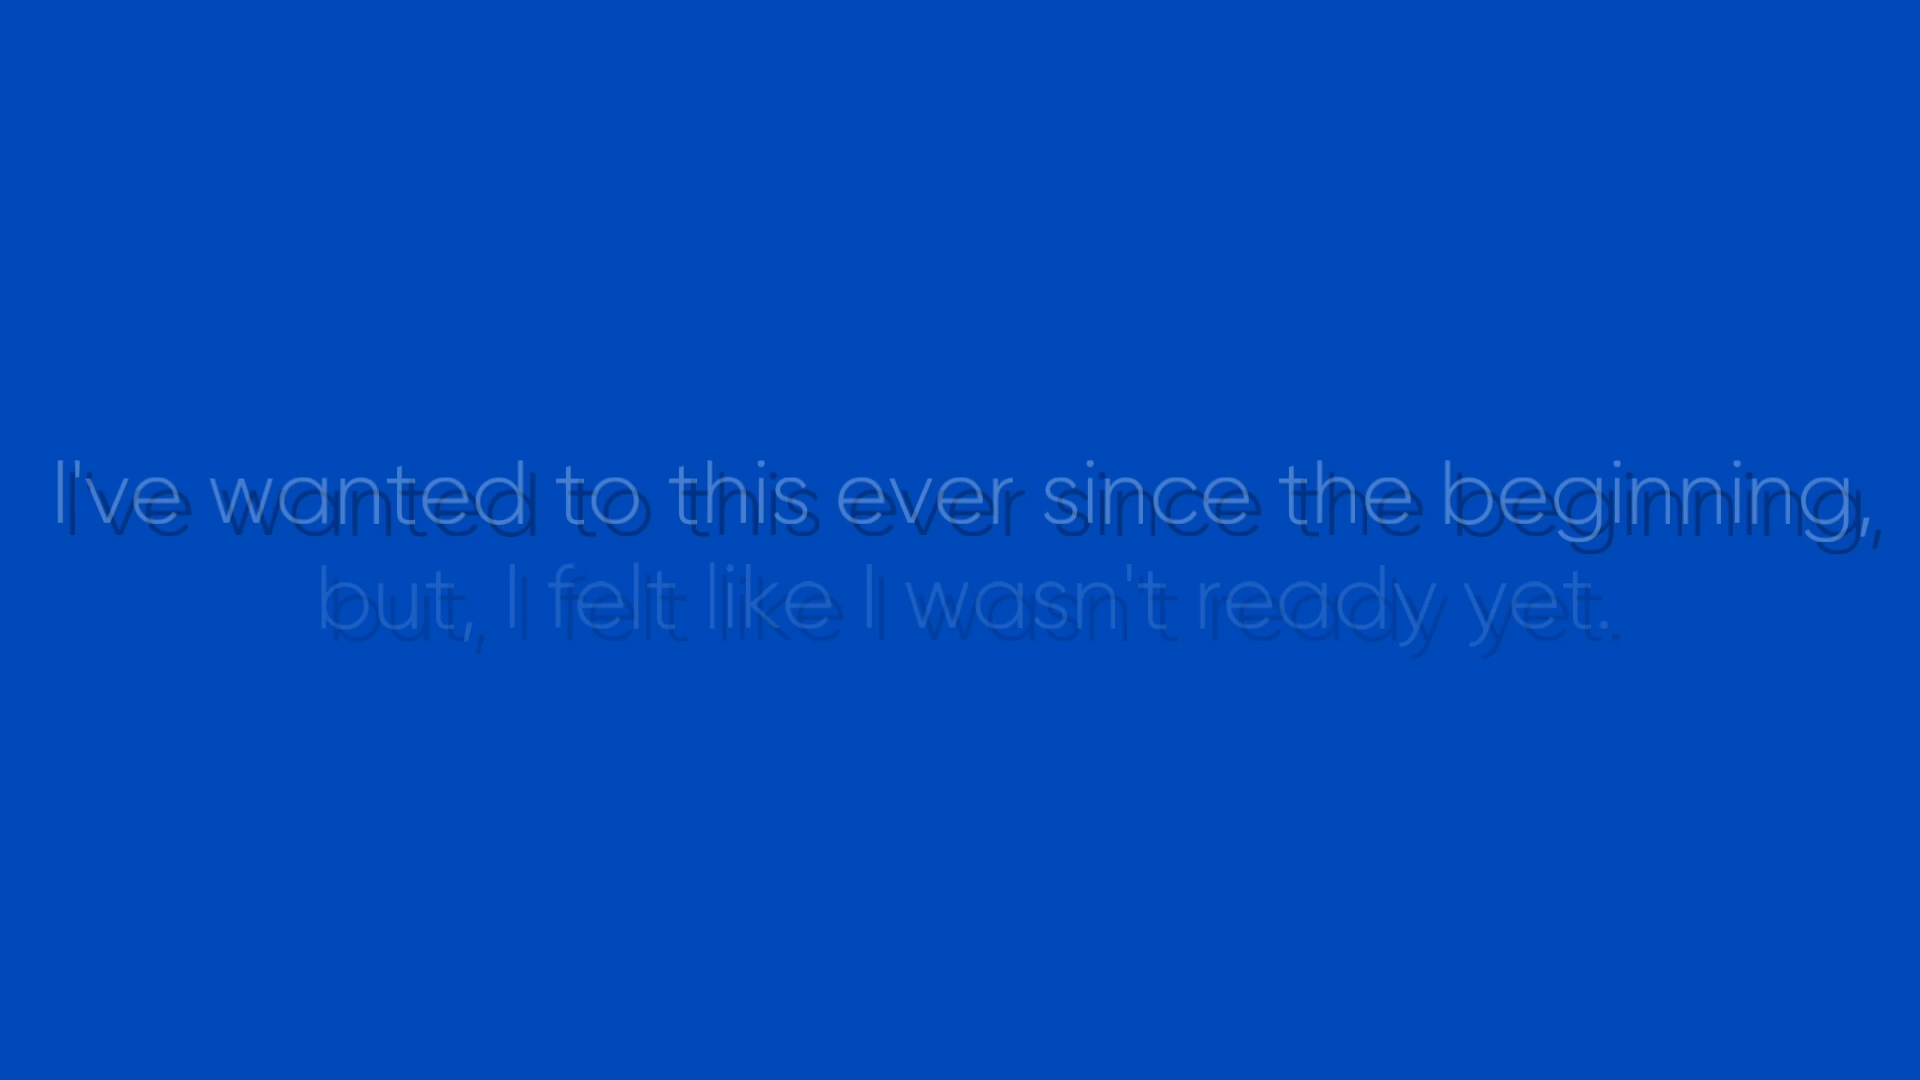 I've wanted to this ever since the beginning,
but, I felt like I wasn't ready yet.